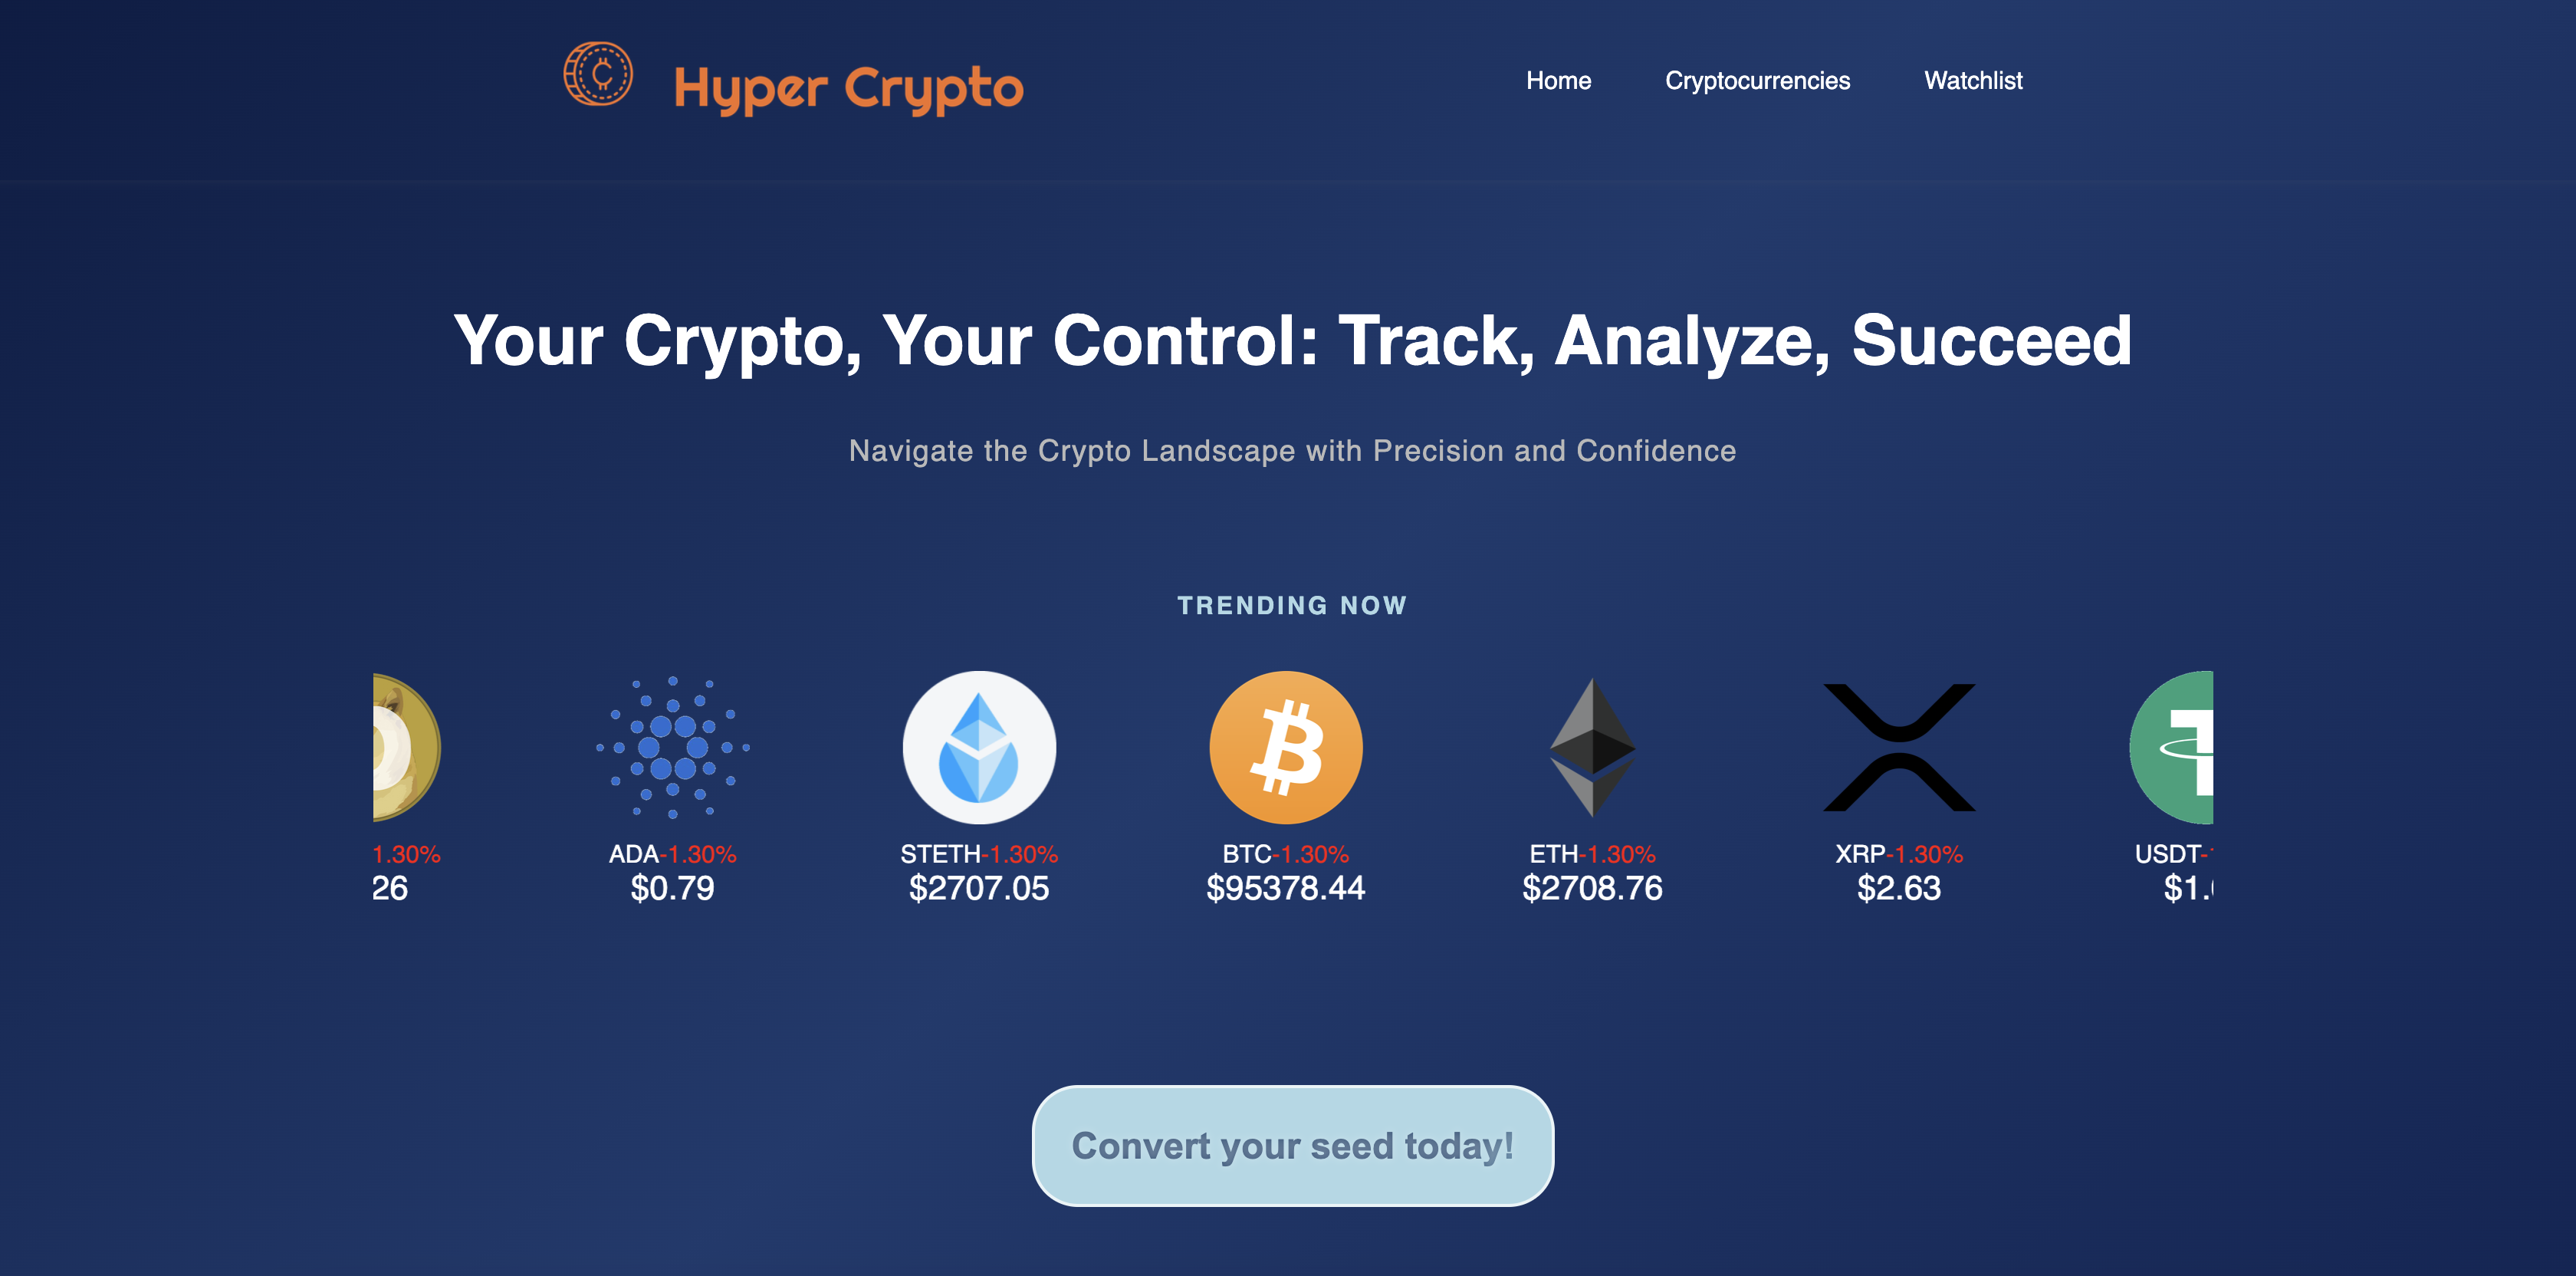 Hyper Crypto
Home
Cryptocurrencies
Watchlist
Your Crypto, Your Control: Track, Analyze, Succeed
Navigate the Crypto Landscape with Precision and Confidence
TRENDING NOW
1.30%
26
ADA-1.30%
$0.79
STETH-1.30%
$2707.05
BTC-1.30%
$95378.44
ETH-1.30%
$2708.76
XRP-1.30%
$2.63
USDT-
$1.
Convert your seed today!